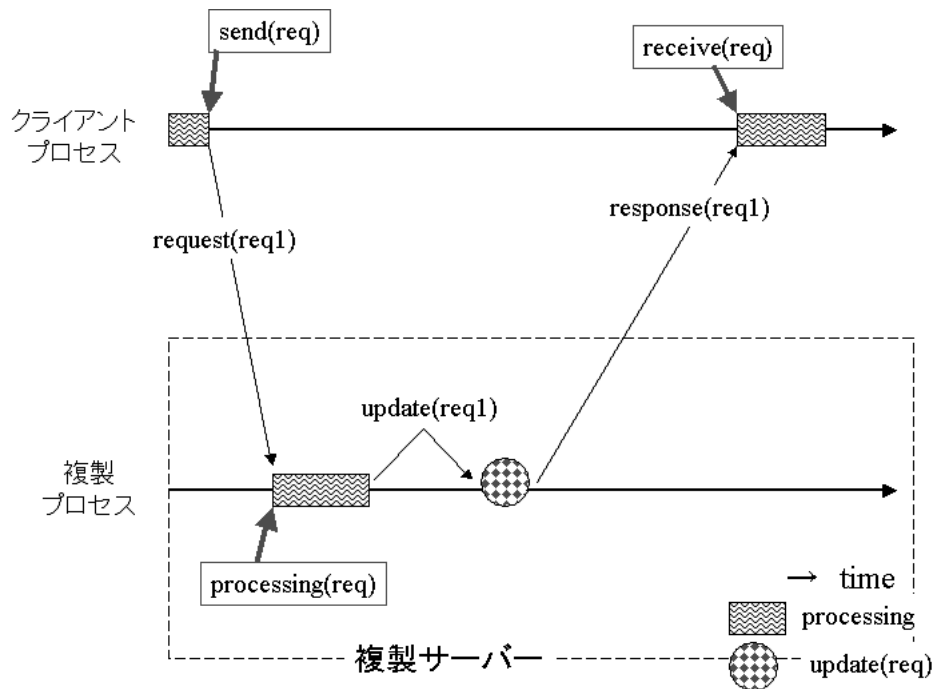 send(req)
receive(req)
クライアント
プロセス
request(req1)
response(req1)
update(req1)
複製
プロセス
processing(req)
→ time
processing
update(req)
複製サーバー